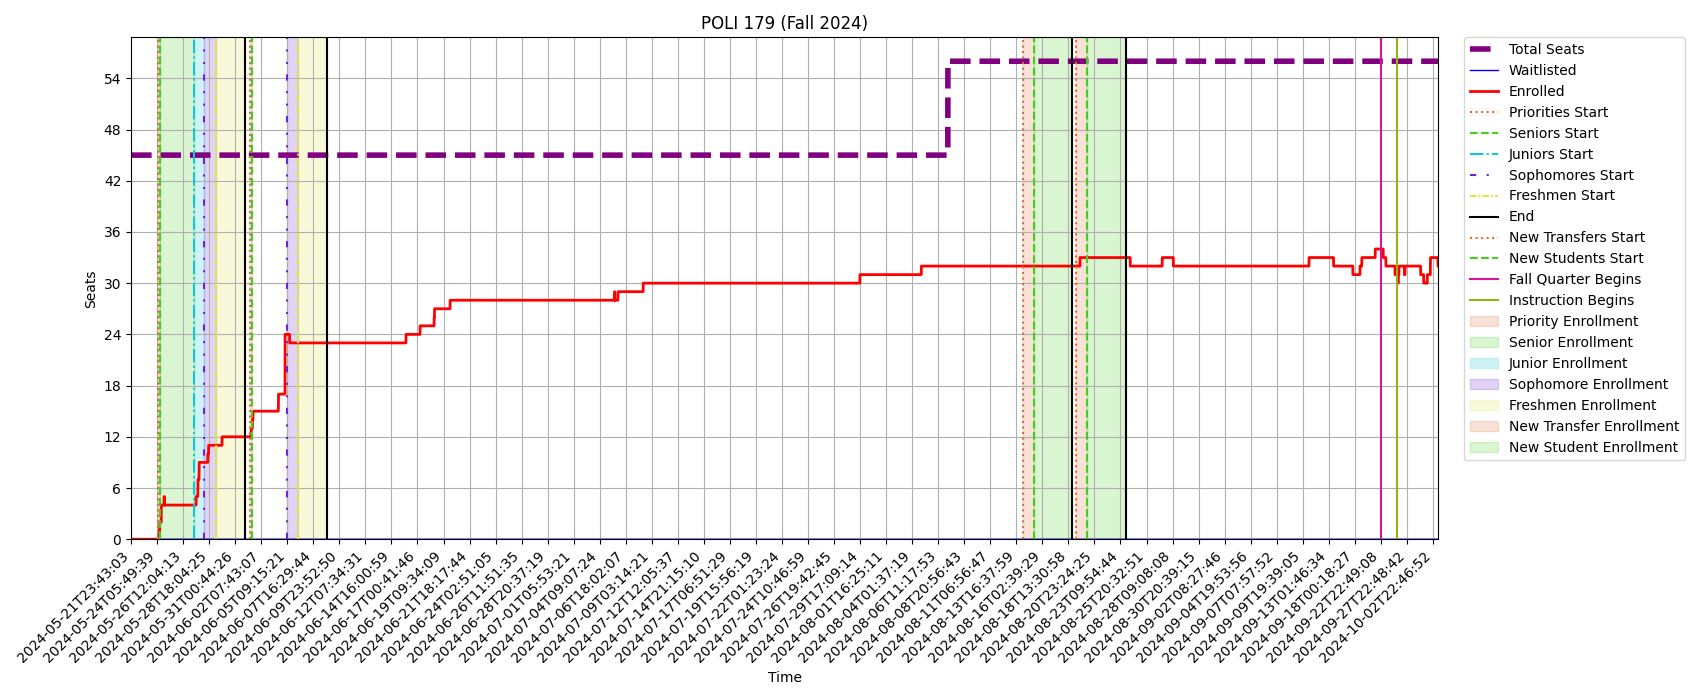 POLI 179 (Fall 2024)
Seats
54
48
42
36
30
24
18
12
6
0
2024-05-21T23:43:03
2024-05-24T05:49:39
2024-05-26T12:04:13
2024-05-28T18:04:25
2024-05-31T00:44:26
2024-06-02T07:43:07
2024-06-05T09:15:21
2024-06-07T16:29:44
2024-06-09T23:52:50
2024-06-12T07:34:31
2024-06-14T16:00:59
2024-06-17T00:41:46
2024-06-19T09:34:09
2024-06-21T18:17:44
2024-06-24T02:51:05
2024-06-26T11:51:35
2024-06-28T20:37:19
2024-07-01T05:53:21
2024-07-04T09:07:24
2024-07-06T18:02:07
2024-07-09T03:14:21
2024-07-12T12:05:37
2024-07-14T21:15:10
2024-07-17T06:51:29
2024-07-19T15:56:19
2024-07-22T01:23:24
2024-07-24T10:46:59
2024-07-26T19:42:45
2024-07-29T17:09:14
2024-08-01T16:25:11
2024-08-04T01:37:19
2024-08-06T11:17:53
2024-08-08T20:56:43
2024-08-11T06:56:47
2024-08-13T16:37:59
2024-08-16T02:39:29
2024-08-18T13:30:58
2024-08-20T23:24:25
2024-08-23T09:54:44
2024-08-25T20:32:51
2024-08-28T09:08:08
2024-08-30T20:39:15
2024-09-02T08:27:46
2024-09-04T19:53:56
2024-09-07T07:57:52
2024-09-09T19:39:05
2024-09-13T01:46:34
2024-09-18T00:18:27
2024-09-22T22:49:08
2024-09-27T22:48:42
2024-10-02T22:46:52
Time
Total Seats
Waitlisted
Enrolled
Priorities Start
Seniors Start
Juniors Start
Sophomores Start
Freshmen Start
End
New Transfers Start
New Students Start
Fall Quarter Begins
Instruction Begins
Priority Enrollment
Senior Enrollment
Junior Enrollment
Sophomore Enrollment
Freshmen Enrollment
New Transfer Enrollment
New Student Enrollment